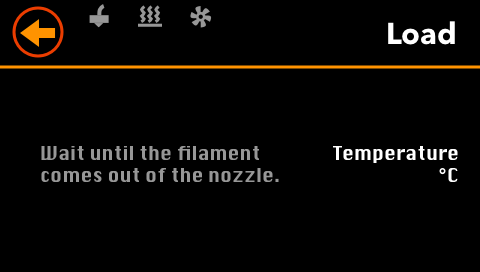 Load
Wait until the filament
comes out of the nozzle.
Temperature
°C